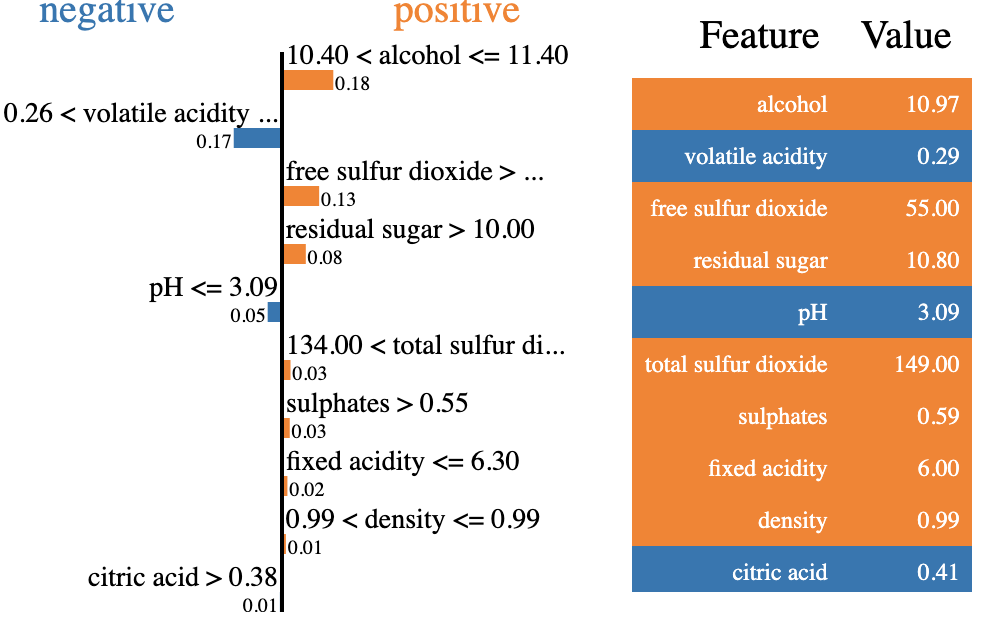 negative positive
10.40 < alcohol <= 11.40
0.18
0.26 < volatile acidity ...
0.17
free sulfur dioxide > ...
0.13
residual sugar > 10.00
0.08
pH <= 3.09
0.05
134.00 < total sulfur di...
0.03
sulphates > 0.55
0.03
fixed acidity <= 6.30
0.02
0.99 < density <= 0.99
0.01
citric acid > 0.38
0.01
Feature Value
alcohol 10.97
volatile acidity 0.29
free sulfur dioxide 55.00
residual sugar 10.80
pH 3.09
total sulfur dioxide 149.00
sulphates 0.59
fixed acidity 6.00
density 0.99
citric acid 0.41